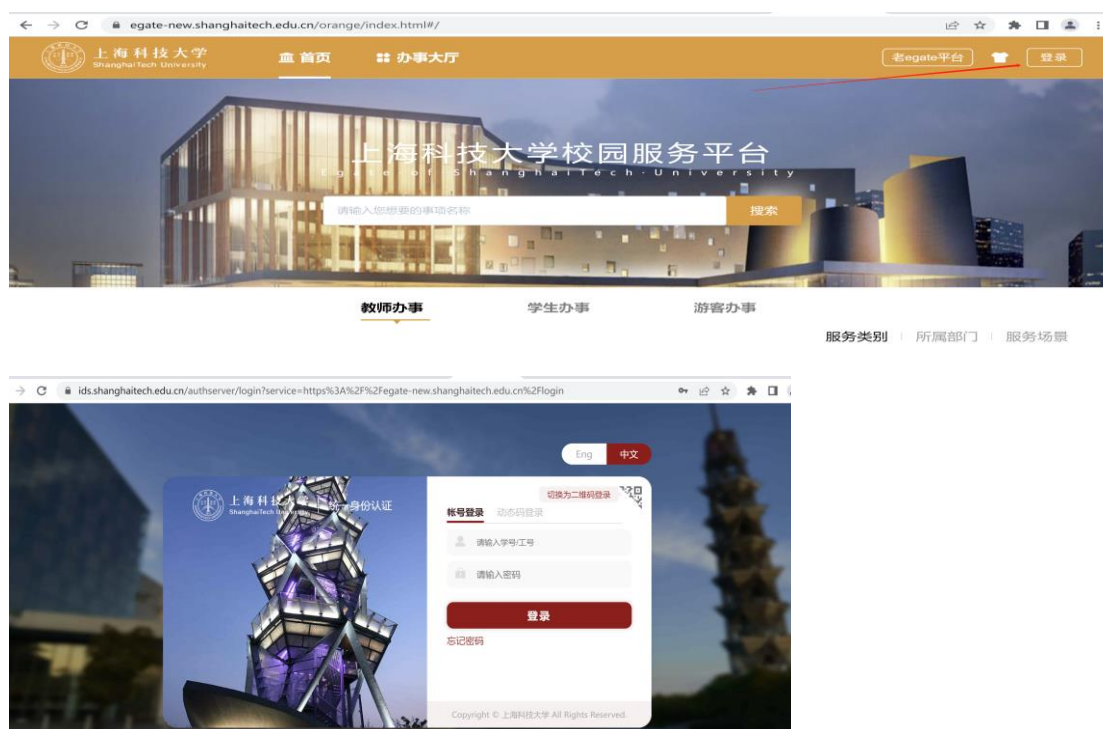 egate-new.shanghaitech.edu.cn/orange/index.html#/
上海科技大学
ShanghaiTech University
首页
办事大厅
老egate平台
登录
上海科技大学校园服务平台
Egate·of·ShanghaiTech·University
请输入您想要的事项名称
搜索
教师办事
学生办事
游客办事
服务类别
所属部门
服务场景
ids.shanghaitech.edu.cn/authserver/login?service=https%3A%2F%2Fegate-new.shanghaitech.edu.cn%2Flogin
Eng
中文
上海科技大学
ShanghaiTech University
统一身份认证
切换为二维码登录
帐号登录
动态码登录
请输入学号/工号
请输入密码
登录
忘记密码
Copyright © 上海科技大学 All Rights Reserved.